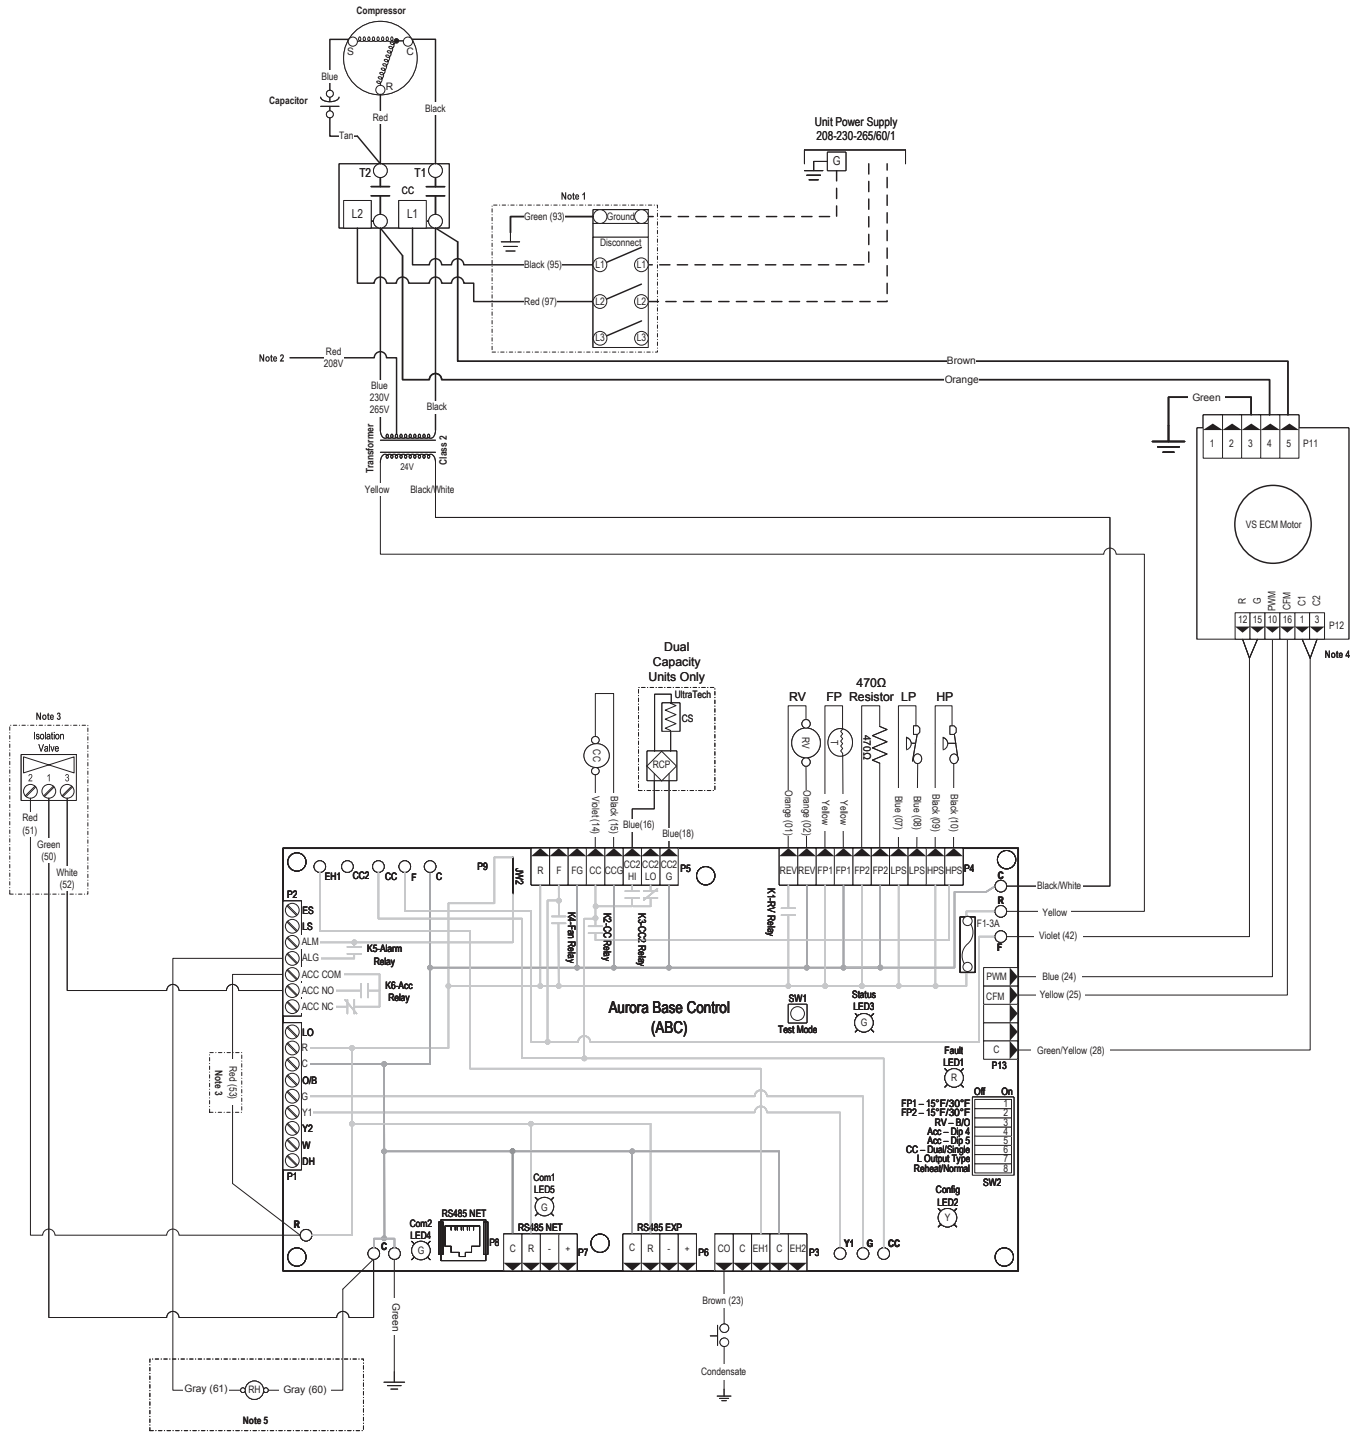 Compressor
S
C
R
Blue
Capacitor
Red
Black
Tan
T2
T1
CC
L2
L1
Unit Power Supply
208-230-265/60/1
G
Note 1
Green (93)
Ground
Disconnect
Black (95)
L1
L1
Red (97)
L2
L2
L3
L3
Note 2
Red
208V
Blue
230V
265V
Black
Brown
Orange
Green
Transformer
Class 2
24V
Yellow
Black/White
1
2
3
4
5
P11
VS ECM Motor
R
G
PWM
CFM
C1
C2
12
15
10
16
1
3
P12
Note 4
Dual
Capacity
Units Only
UltraTech
CS
RCP
CC
Violet (14)
Black (15)
Blue(16)
Blue(18)
RV
FP
470Ω
Resistor
LP
HP
RV
T
470Ω
Orange (01)
Orange (02)
Yellow
Yellow
Blue (07)
Blue (08)
Black (09)
Black (10)
Note 3
Isolation
Valve
2
1
3
Red
(51)
Green
(50)
White
(52)
EH1
CC2
CC
F
C
P9
JW2
R
F
FG
CC
CCG
CC2
HI
CC2
LO
CC2
G
P5
REV
REV
FP1
FP1
FP2
FP2
LPS
LPS
HPS
HPS
P4
C
Black/White
R
Yellow
F1-3A
F
Violet (42)
P2
ES
LS
ALM
ALG
ACC COM
ACC NO
ACC NC
K5-Alarm
Relay
K6-Acc
Relay
K4-Fan Relay
K2-CC Relay
K3-CC2 Relay
K1-RV Relay
PWM
Blue (24)
CFM
Yellow (25)
C
Green/Yellow (28)
P13
Aurora Base Control
(ABC)
SW1
Test Mode
Status
LED3
G
Fault
LED1
R
LO
R
C
O/B
G
Y1
Y2
W
DH
P1
Red (53)
Note 3
Off
On
FP1 – 15°F/30°F
1
FP2 – 15°F/30°F
2
RV – B/O
3
Acc – Dip 4
4
Acc – Dip 5
5
CC – Dual/Single
6
L Output Type
7
Reheat/Normal
8
SW2
Config
LED2
Y
Com1
LED5
G
R
C
Com2
LED4
G
RS485 NET
P8
RS485 NET
C
R
-
+
P7
RS485 EXP
C
R
-
+
P6
CO
C
EH1
C
EH2
P3
Y1
G
CC
Green
Brown (23)
Condensate
Gray (61)
RH
Gray (60)
Note 5